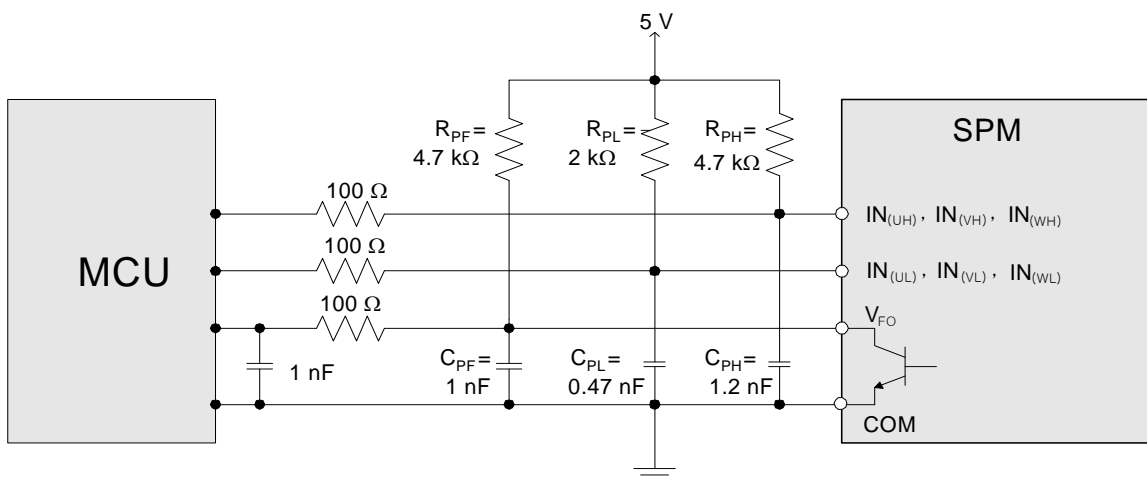 5 V
R_PF=
4.7 kΩ
R_PL=
2 kΩ
R_PH=
4.7 kΩ
SPM
MCU
100 Ω
100 Ω
100 Ω
IN(UH) , IN(VH) , IN(WH)
IN(UL) , IN(VL) , IN(WL)
V_FO
1 nF
C_PF=
1 nF
C_PL=
0.47 nF
C_PH=
1.2 nF
COM